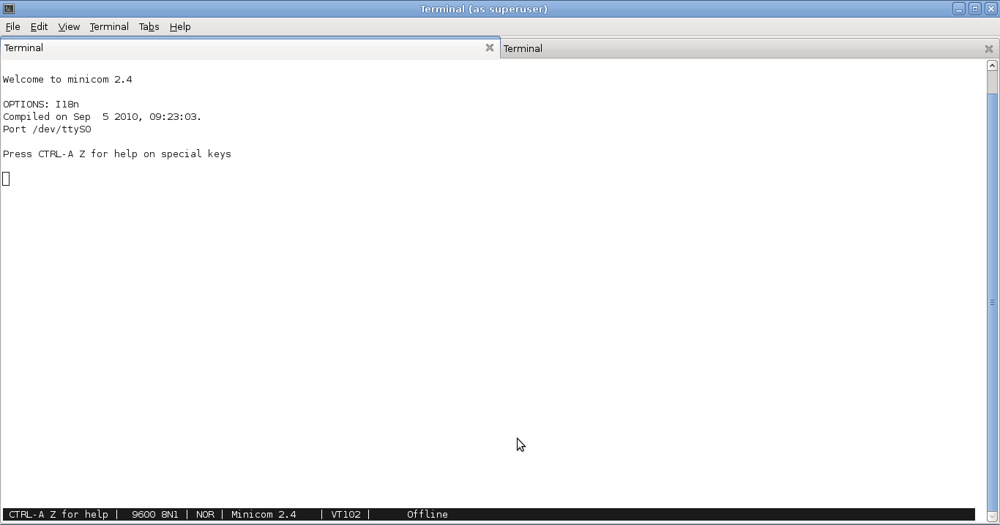 Terminal (as superuser)
File Edit View Terminal Tabs Help
Terminal
Terminal
Welcome to minicom 2.4
OPTIONS: I18n
Compiled on Sep  5 2010, 09:23:03.
Port /dev/ttyS0
Press CTRL-A Z for help on special keys
CTRL-A Z for help |  9600 8N1 | NOR | Minicom 2.4    | VT102 |      Offline